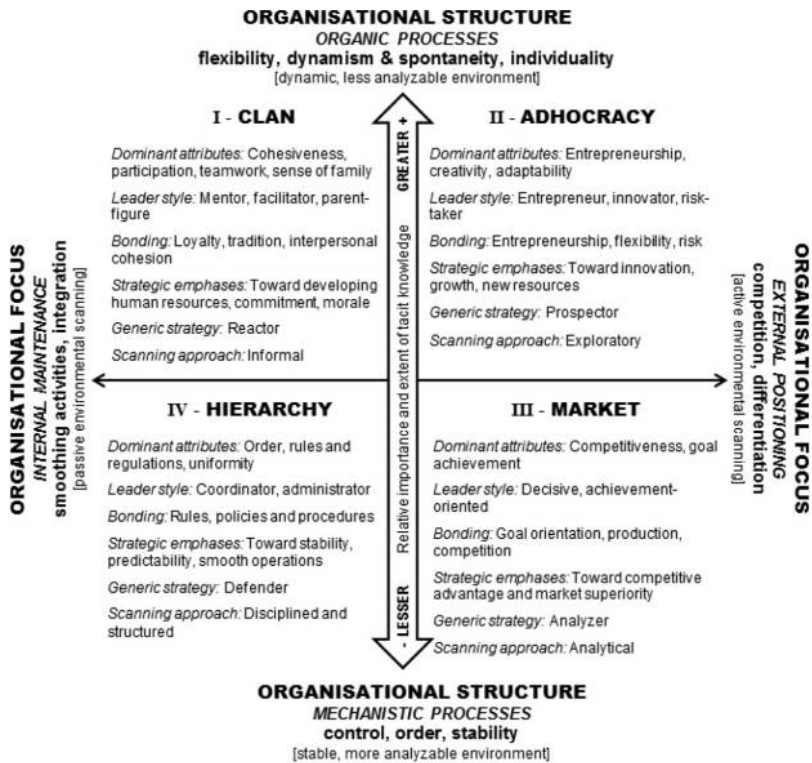 ORGANISATIONAL STRUCTURE
ORGANIC PROCESSES
flexibility, dynamism & spontaneity, individuality
[dynamic, less analyzable environment]
I - CLAN
Dominant attributes: Cohesiveness,
participation, teamwork, sense of family
Leader style: Mentor, facilitator, parent-
figure
Bonding: Loyalty, tradition, interpersonal
cohesion
Strategic emphases: Toward developing
human resources, commitment, morale
Generic strategy: Reactor
Scanning approach: Informal
II - ADHOCRACY
Dominant attributes: Entrepreneurship,
creativity, adaptability
Leader style: Entrepreneur, innovator, risk-
taker
Bonding: Entrepreneurship, flexibility, risk
Strategic emphases: Toward innovation,
growth, new resources
Generic strategy: Prospector
Scanning approach: Exploratory
ORGANISATIONAL FOCUS
INTERNAL MAINTENANCE
smoothing activities, integration
[passive environmental scanning]
- LESSER Relative importance and extent of tacit knowledge GREATER +
ORGANISATIONAL FOCUS
EXTERNAL POSITIONING
competition, differentiation
[active environmental scanning]
IV - HIERARCHY
Dominant attributes: Order, rules and
regulations, uniformity
Leader style: Coordinator, administrator
Bonding: Rules, policies and procedures
Strategic emphases: Toward stability,
predictability, smooth operations
Generic strategy: Defender
Scanning approach: Disciplined and
structured
III - MARKET
Dominant attributes: Competitiveness, goal
achievement
Leader style: Decisive, achievement-
oriented
Bonding: Goal orientation, production,
competition
Strategic emphases: Toward competitive
advantage and market superiority
Generic strategy: Analyzer
Scanning approach: Analytical
ORGANISATIONAL STRUCTURE
MECHANISTIC PROCESSES
control, order, stability
[stable, more analyzable environment]